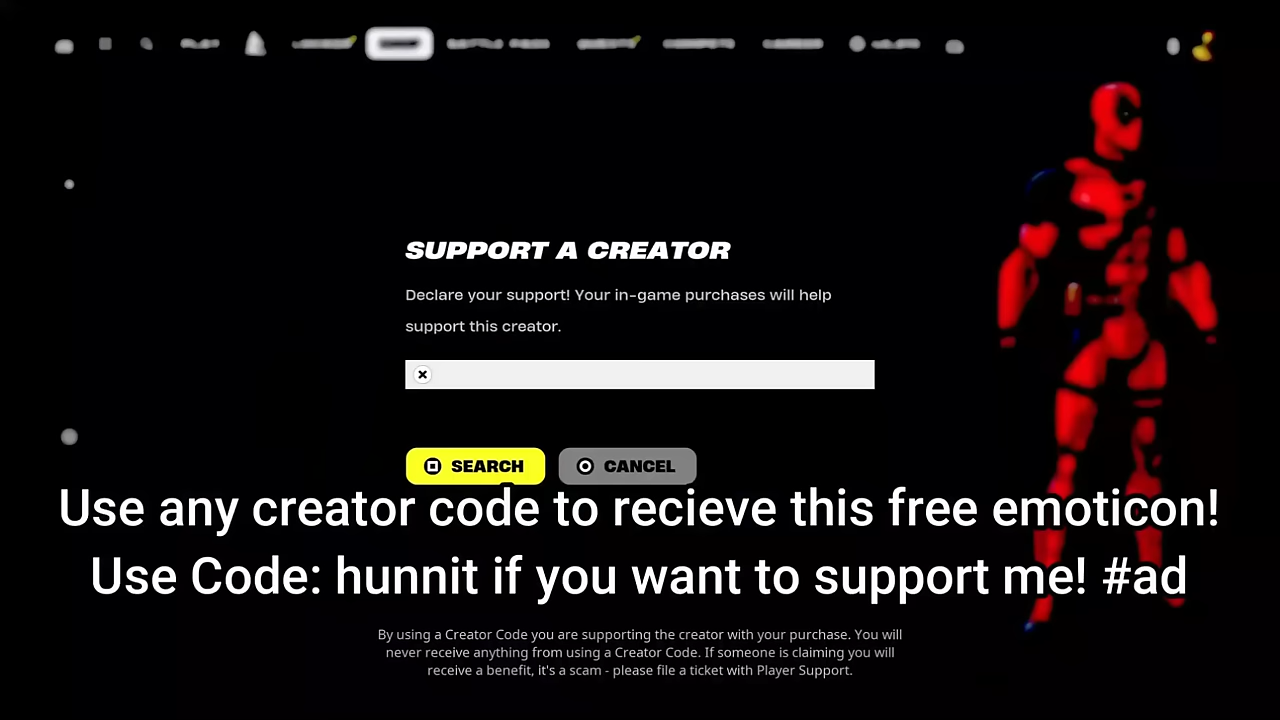 SUPPORT A CREATOR
Declare your support! Your in-game purchases will help
support this creator.
SEARCH
CANCEL
Use any creator code to recieve this free emoticon!
Use Code: hunnit if you want to support me! #ad
By using a Creator Code you are supporting the creator with your purchase. You will
never receive anything from using a Creator Code. If someone is claiming you will
receive a benefit, it's a scam - please file a ticket with Player Support.